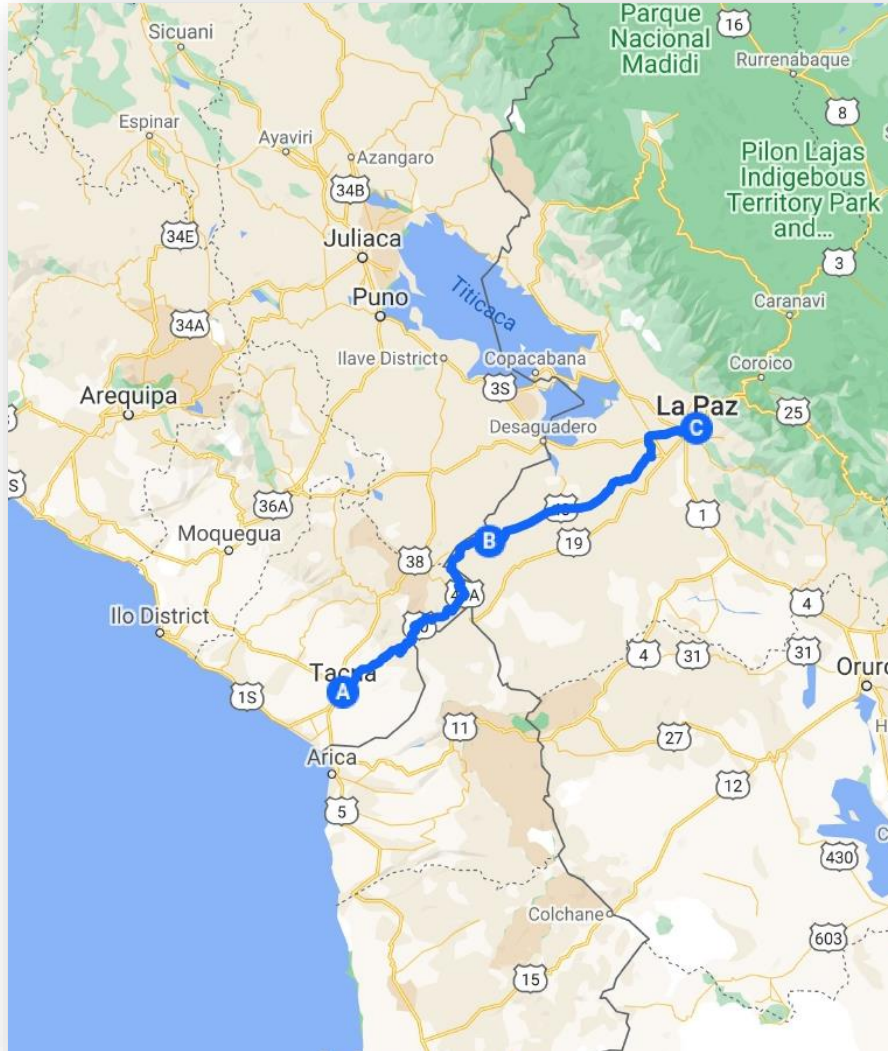 Parque
Nacional
Madidi
16
Sicuani
Rurrenabaque
8
Espinar
Ayaviri
Azangaro
Pilon Lajas
Indigebous
Territory Park
and...
34B
34E
Juliaca
3
Puno
Titicaca
Caranavi
34A
Ilave District
Copacabana
Coroico
3S
Arequipa
La Paz
25
C
Desaguadero
S
36A
1
Moquegua
B
19
38
4
Ilo District
4
31
31
Oruro
Tacna
A
1S
11
27
Arica
12
5
430
Colchane
603
15